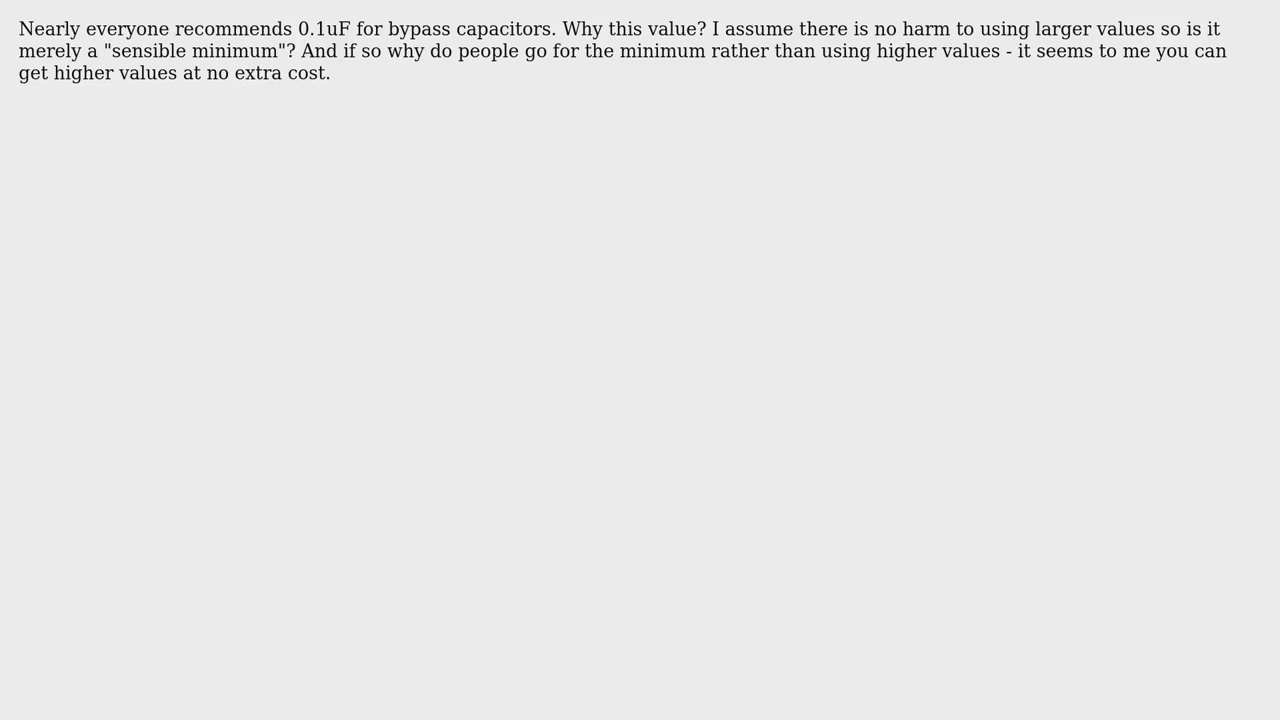 Nearly everyone recommends 0.1uF for bypass capacitors. Why this value? I assume there is no harm to using larger values so is it
merely a "sensible minimum"? And if so why do people go for the minimum rather than using higher values - it seems to me you can
get higher values at no extra cost.